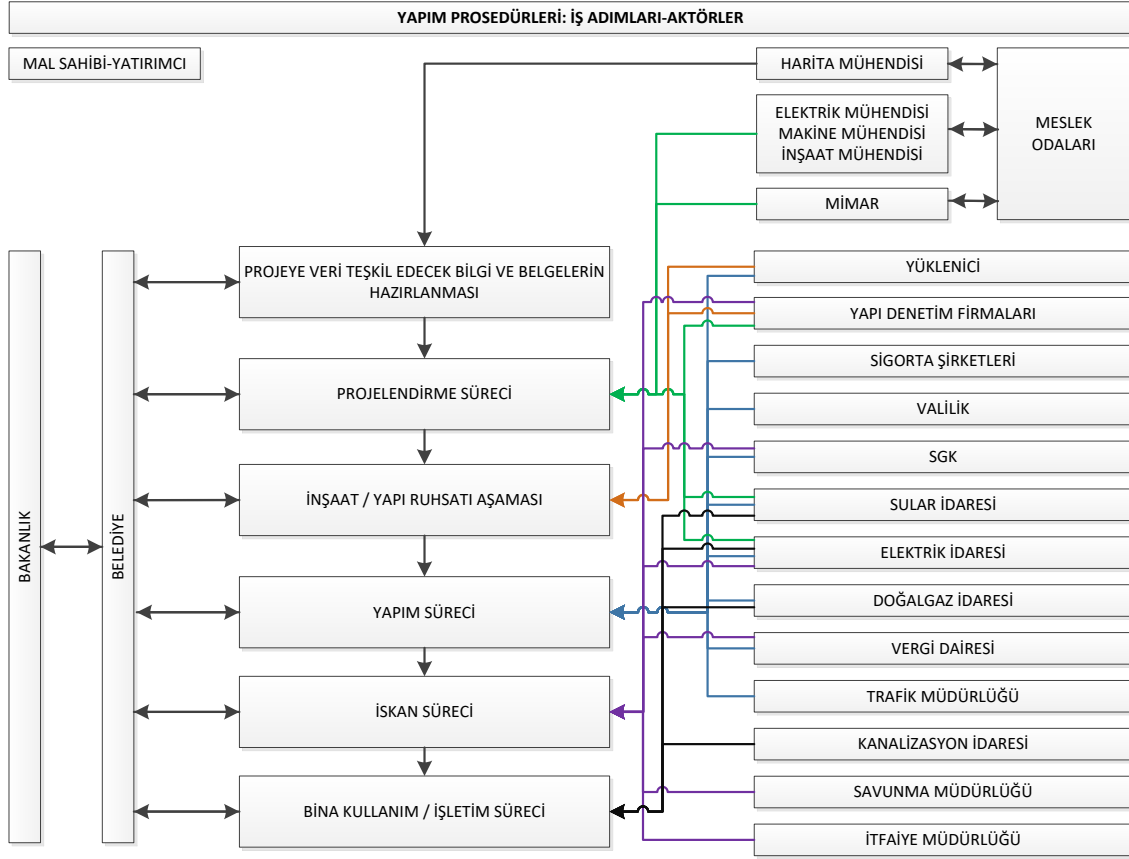 YAPIM PROSEDÜRLERİ: İŞ ADIMLARI-AKTÖRLER
MAL SAHİBİ-YATIRIMCI
HARİTA MÜHENDİSİ
ELEKTRİK MÜHENDİSİ
MAKİNE MÜHENDİSİ
İNŞAAT MÜHENDİSİ
MESLEK
ODALARI
MİMAR
BAKANLIK
BELEDİYE
PROJEYE VERİ TEŞKİL EDECEK BİLGİ VE BELGELERİN
HAZIRLANMASI
PROJELENDİRME SÜRECİ
İNŞAAT / YAPI RUHSATI AŞAMASI
YAPIM SÜRECİ
İSKAN SÜRECİ
BİNA KULLANIM / İŞLETİM SÜRECİ
YÜKLENİCİ
YAPI DENETİM FİRMALARI
SİGORTA ŞİRKETLERİ
VALİLİK
SGK
SULAR İDARESİ
ELEKTRİK İDARESİ
DOĞALGAZ İDARESİ
VERGİ DAİRESİ
TRAFİK MÜDÜRLÜĞÜ
KANALİZASYON İDARESİ
SAVUNMA MÜDÜRLÜĞÜ
İTFAİYE MÜDÜRLÜĞÜ